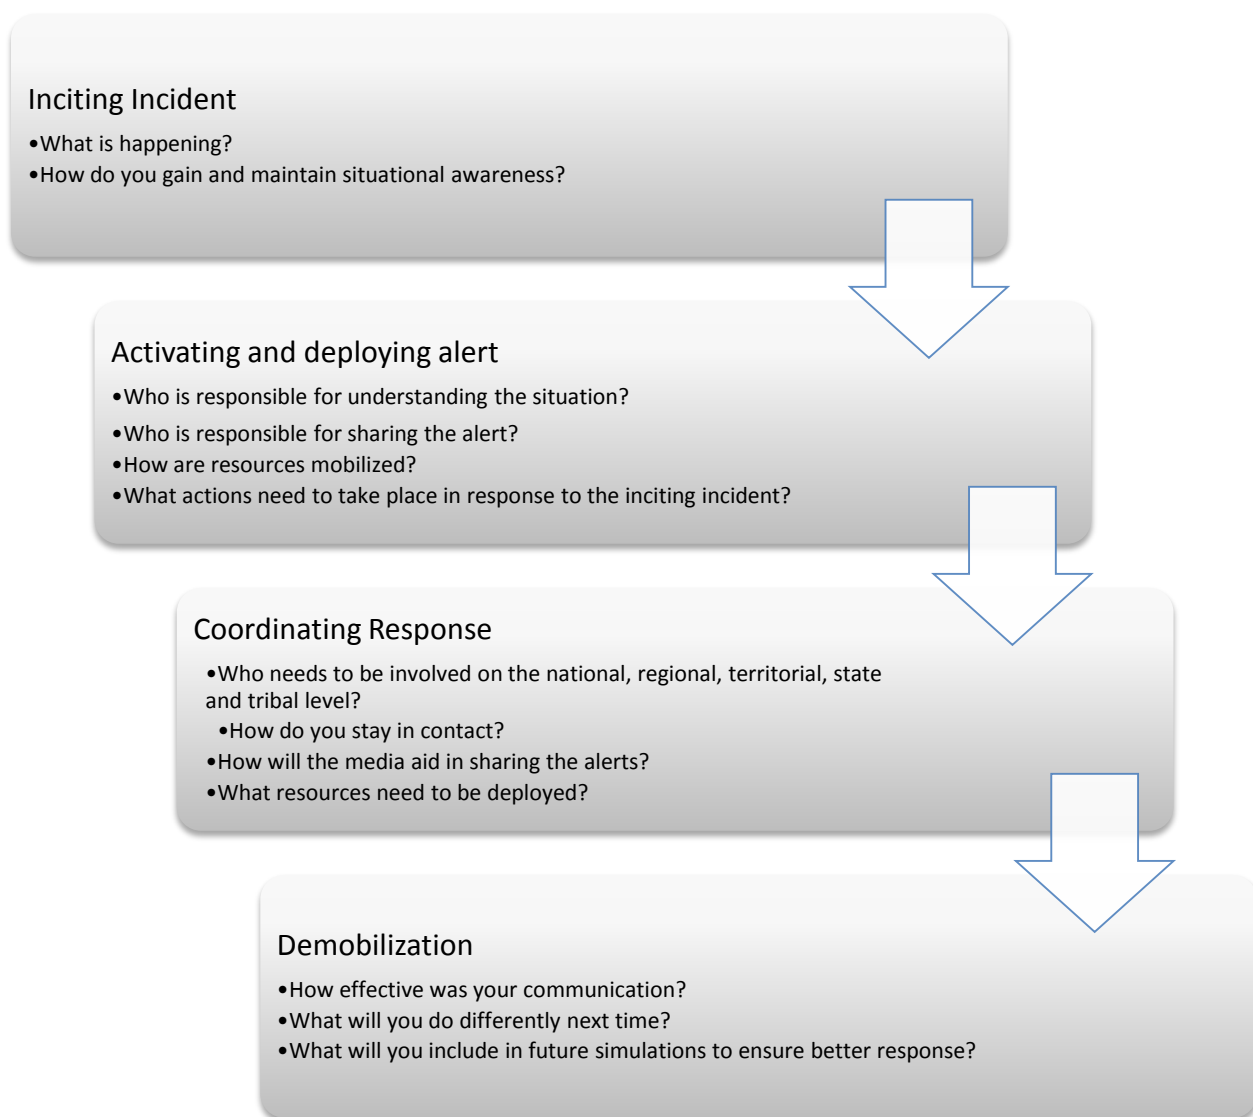 Inciting Incident
•What is happening?
•How do you gain and maintain situational awareness?
Activating and deploying alert
•Who is responsible for understanding the situation?
•Who is responsible for sharing the alert?
•How are resources mobilized?
•What actions need to take place in response to the inciting incident?
Coordinating Response
•Who needs to be involved on the national, regional, territorial, state
and tribal level?
•How do you stay in contact?
•How will the media aid in sharing the alerts?
•What resources need to be deployed?
Demobilization
•How effective was your communication?
•What will you do differently next time?
•What will you include in future simulations to ensure better response?